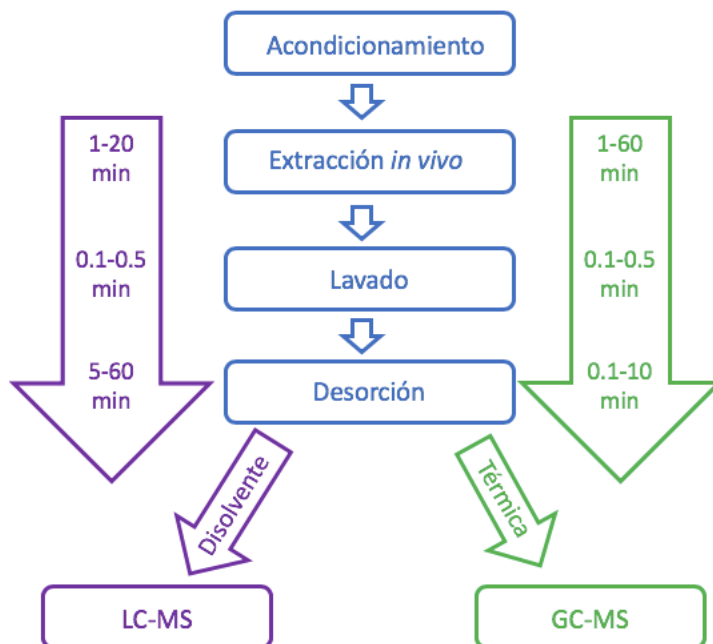 Acondicionamiento
1-20
min
Extracción in vivo
1-60
min
0.1-0.5
min
Lavado
0.1-0.5
min
5-60
min
Desorción
0.1-10
min
Disolvente
Térmica
LC-MS
GC-MS